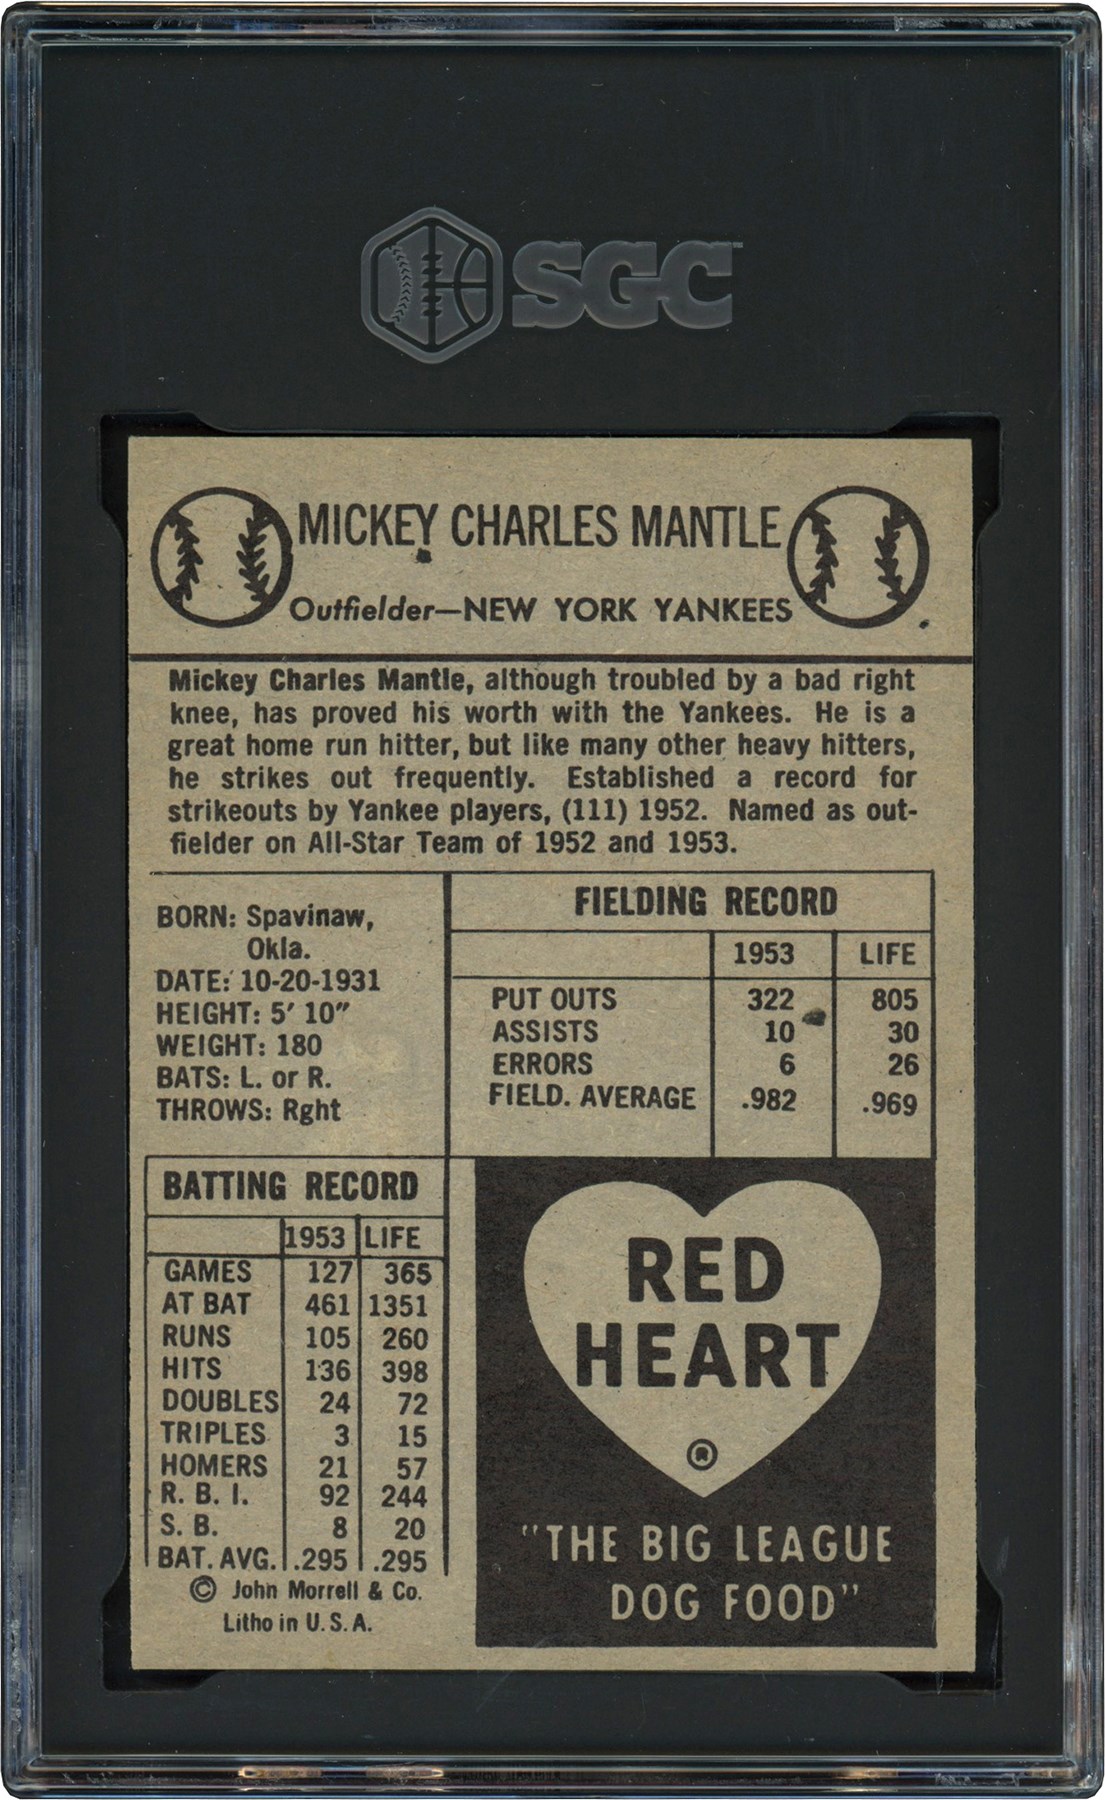 SGC™
MICKEY CHARLES MANTLE
Outfielder—NEW YORK YANKEES
Mickey Charles Mantle, although troubled by a bad right
knee, has proved his worth with the Yankees. He is a
great home run hitter, but like many other heavy hitters,
he strikes out frequently. Established a record for
strikeouts by Yankee players, (111) 1952. Named as out-
fielder on All-Star Team of 1952 and 1953.
BORN: Spavinaw,
Okla.
DATE: 10-20-1931
HEIGHT: 5' 10"
WEIGHT: 180
BATS: L. or R.
THROWS: Rght
FIELDING RECORD
1953 LIFE
PUT OUTS 322 805
ASSISTS 10 30
ERRORS 6 26
FIELD. AVERAGE .982 .969
BATTING RECORD
1953 LIFE
GAMES 127 365
AT BAT 461 1351
RUNS 105 260
HITS 136 398
DOUBLES 24 72
TRIPLES 3 15
HOMERS 21 57
R. B. I. 92 244
S. B. 8 20
BAT. AVG. .295 .295
© John Morrell & Co.
Litho in U. S. A.
RED
HEART
®
"THE BIG LEAGUE
DOG FOOD"